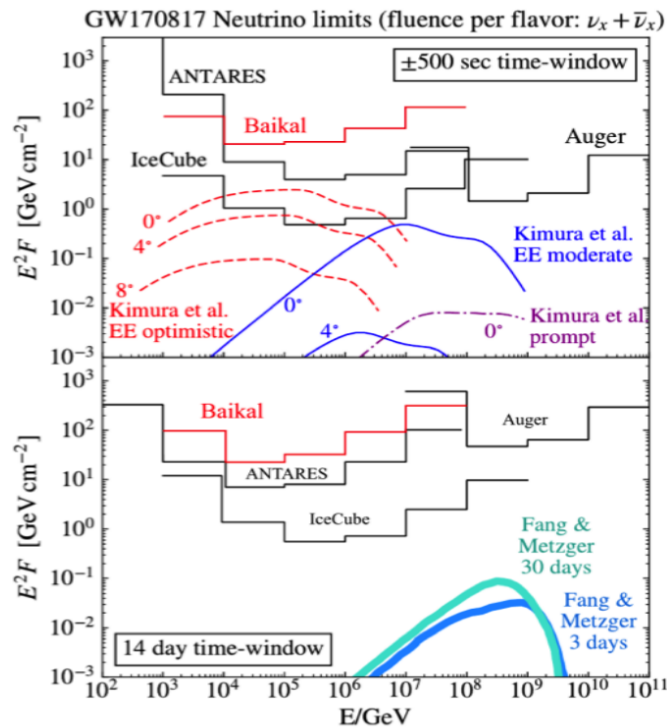 GW170817 Neutrino limits (fluence per flavor: νₓ + ν̄ₓ)
E²F [GeV cm⁻²]
10³
10²
10¹
10⁰
10⁻¹
10⁻²
10⁻³
ANTARES
±500 sec time-window
Baikal
Auger
IceCube
0°
4°
8°
Kimura et al.
EE optimistic
Kimura et al.
EE moderate
0°
4°
Kimura et al.
prompt
0°
E²F [GeV cm⁻²]
10³
10²
10¹
10⁰
10⁻¹
10⁻²
10⁻³
Baikal
ANTARES
Auger
IceCube
Fang &
Metzger
30 days
Fang &
Metzger
3 days
14 day time-window
10² 10³ 10⁴ 10⁵ 10⁶ 10⁷ 10⁸ 10⁹ 10¹⁰ 10¹¹
E/GeV